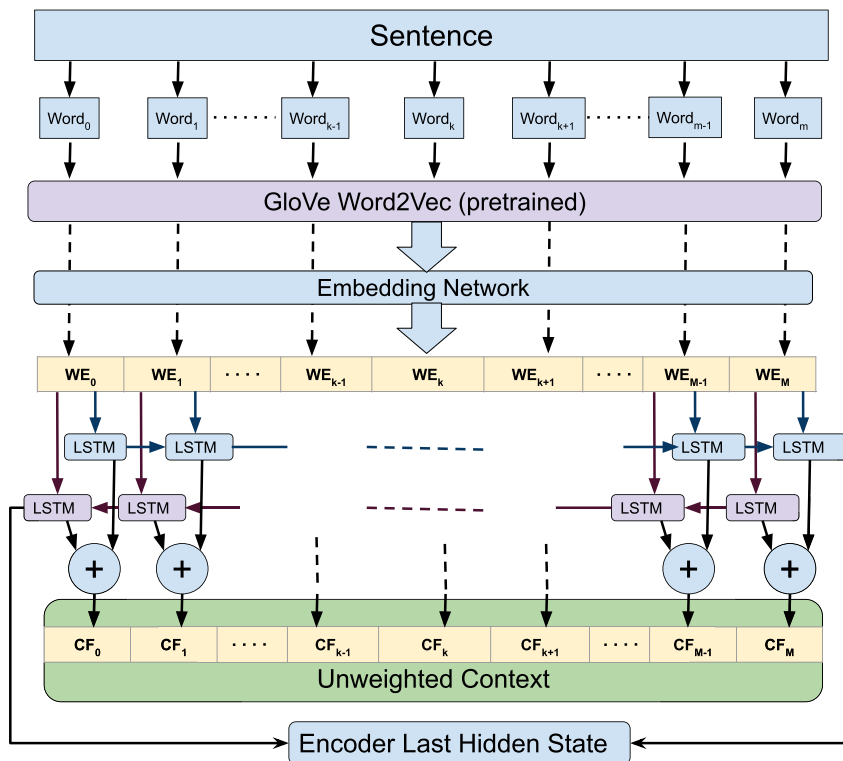 Sentence
Word0 Word1 ....... Wordk-1 Wordk Wordk+1 ...... Wordm-1 Wordm
GloVe Word2Vec (pretrained)
Embedding Network
WE0 WE1 .... WEk-1 WEk WEk+1 .... WEM-1 WEM
LSTM LSTM LSTM LSTM
LSTM LSTM LSTM LSTM
+ + + +
CF0 CF1 .... CFk-1 CFk CFk+1 .... CFM-1 CFM
Unweighted Context
Encoder Last Hidden State